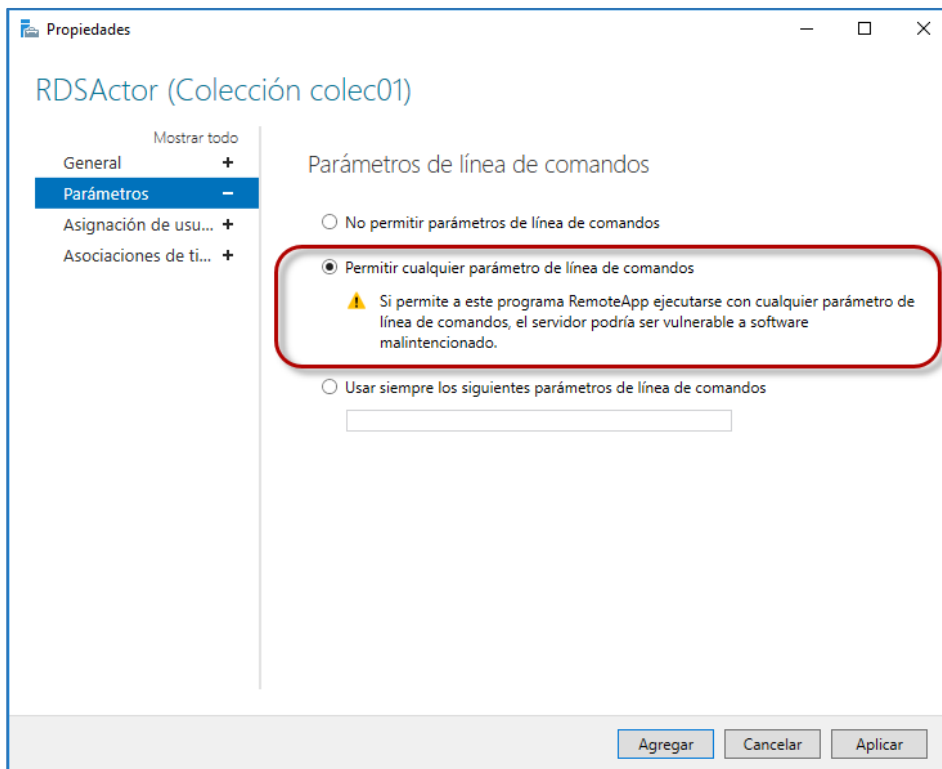 Propiedades
RDSActor (Colección colec01)
Mostrar todo
General +
Parámetros −
Asignación de usu... +
Asociaciones de ti... +
Parámetros de línea de comandos
No permitir parámetros de línea de comandos
Permitir cualquier parámetro de línea de comandos
Si permite a este programa RemoteApp ejecutarse con cualquier parámetro de
línea de comandos, el servidor podría ser vulnerable a software
malintencionado.
Usar siempre los siguientes parámetros de línea de comandos
Agregar
Cancelar
Aplicar